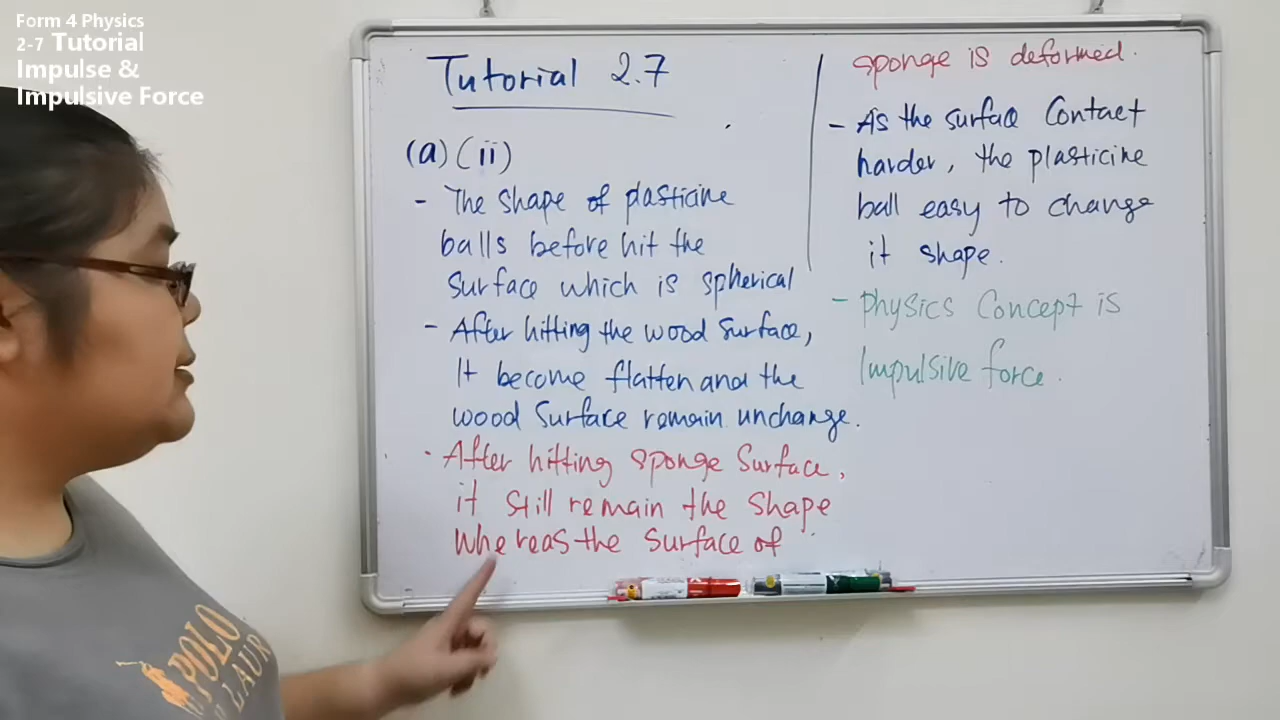 Form 4 Physics
2-7 Tutorial
Impulse &
Impulsive Force
Tutorial 2.7
(a)(ii)
- The shape of plasticine
balls before hit the
surface which is spherical
- After hitting the wood surface,
It become flatten and the
wood surface remain unchange.
- After hitting sponge surface,
it still remain the shape
whereas the surface of
sponge is deformed.
- As the surface contact
harder, the plasticine
ball easy to change
it shape.
- Physics Concept is
Impulsive force.
POLO
LAUR